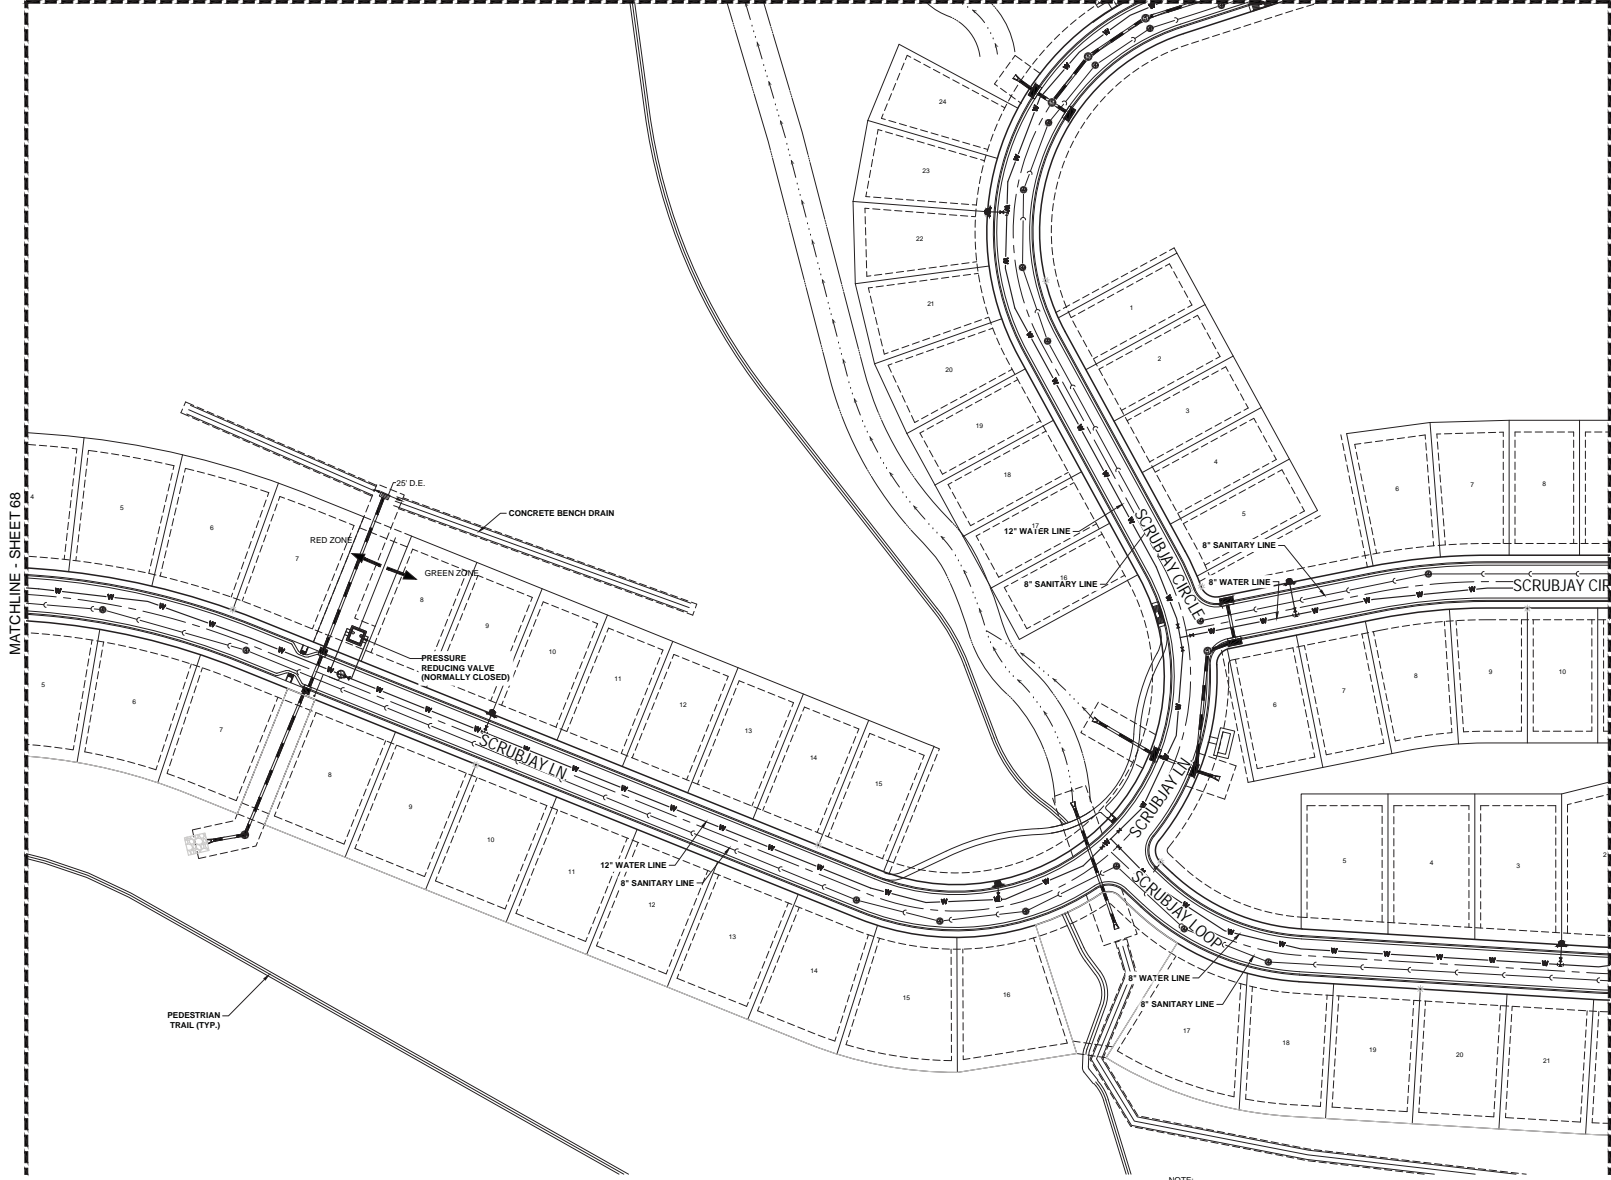 MATCHLINE - SHEET 68
24
23
22
21
20
19
18
17
16
1
2
3
4
5
12" WATER LINE
8" SANITARY LINE
SCRUBJAY CIRCLE
8" SANITARY LINE
8" WATER LINE
SCRUBJAY CIR
6
7
8
6
7
8
9
10
25' D.E.
CONCRETE BENCH DRAIN
RED ZONE
GREEN ZONE
PRESSURE
REDUCING VALVE
(NORMALLY CLOSED)
4
5
6
7
8
9
10
11
12
13
14
15
SCRUBJAY LN
12" WATER LINE
8" SANITARY LINE
5
6
7
8
9
10
11
12
13
14
15
16
SCRUBJAY LN
SCRUBJAY LOOP
5
4
3
2
8" WATER LINE
8" SANITARY LINE
17
18
19
20
21
PEDESTRIAN
TRAIL (TYP.)
NOTE: